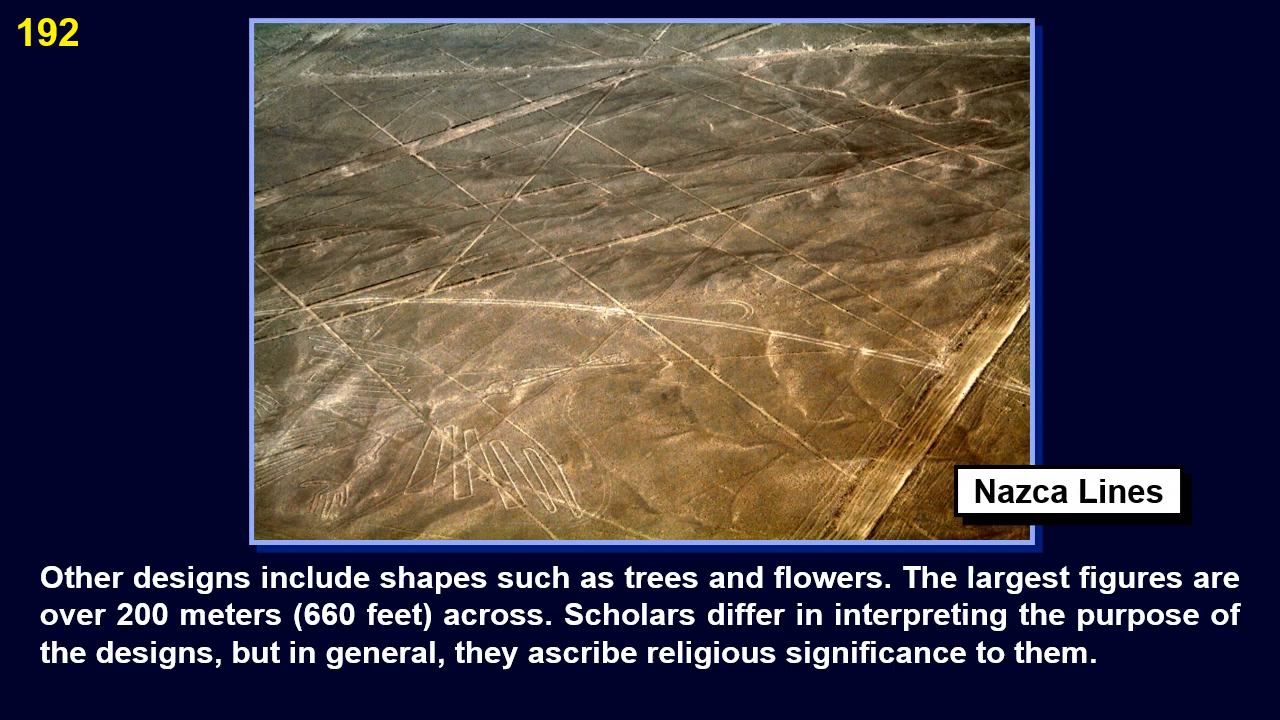 192
Nazca Lines
Other designs include shapes such as trees and flowers. The largest figures are
over 200 meters (660 feet) across. Scholars differ in interpreting the purpose of
the designs, but in general, they ascribe religious significance to them.